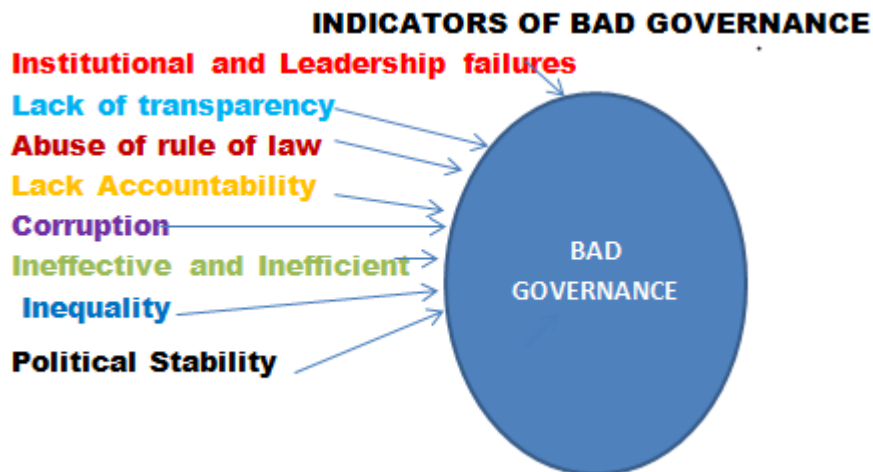 INDICATORS OF BAD GOVERNANCE
Institutional and Leadership failures
Lack of transparency
Abuse of rule of law
Lack Accountability
Corruption
Ineffective and Inefficient
Inequality
Political Stability
BAD
GOVERNANCE